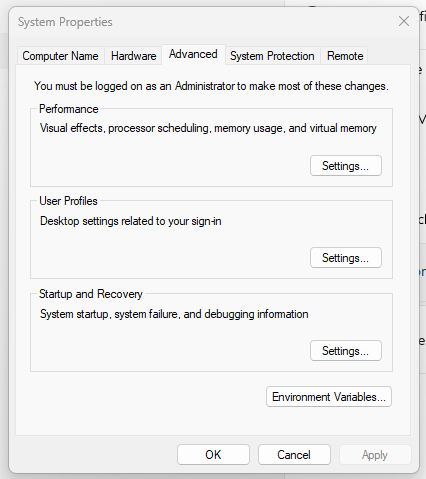 System Properties
Computer Name Hardware Advanced System Protection Remote
You must be logged on as an Administrator to make most of these changes.
Performance
Visual effects, processor scheduling, memory usage, and virtual memory
Settings...
User Profiles
Desktop settings related to your sign-in
Settings...
Startup and Recovery
System startup, system failure, and debugging information
Settings...
Environment Variables...
OK Cancel Apply